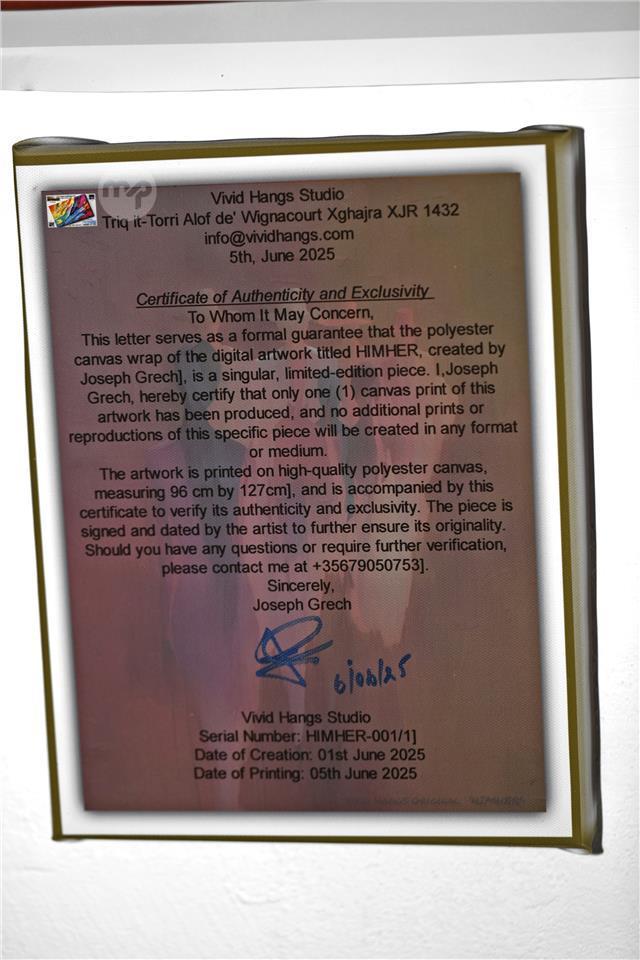 Vivid Hangs Studio
Triq it-Torri Alof de' Wignacourt Xghajra XJR 1432
info@vividhangs.com
5th, June 2025
Certificate of Authenticity and Exclusivity
To Whom It May Concern,
This letter serves as a formal guarantee that the polyester
canvas wrap of the digital artwork titled HIMHER, created by
Joseph Grech], is a singular, limited-edition piece. I,Joseph
Grech, hereby certify that only one (1) canvas print of this
artwork has been produced, and no additional prints or
reproductions of this specific piece will be created in any format
or medium.
The artwork is printed on high-quality polyester canvas,
measuring 96 cm by 127cm], and is accompanied by this
certificate to verify its authenticity and exclusivity. The piece is
signed and dated by the artist to further ensure its originality.
Should you have any questions or require further verification,
please contact me at +35679050753].
Sincerely,
Joseph Grech
6/06/25
Vivid Hangs Studio
Serial Number: HIMHER-001/1]
Date of Creation: 01st June 2025
Date of Printing: 05th June 2025
HANGS ORIGINAL 'HIMHER'